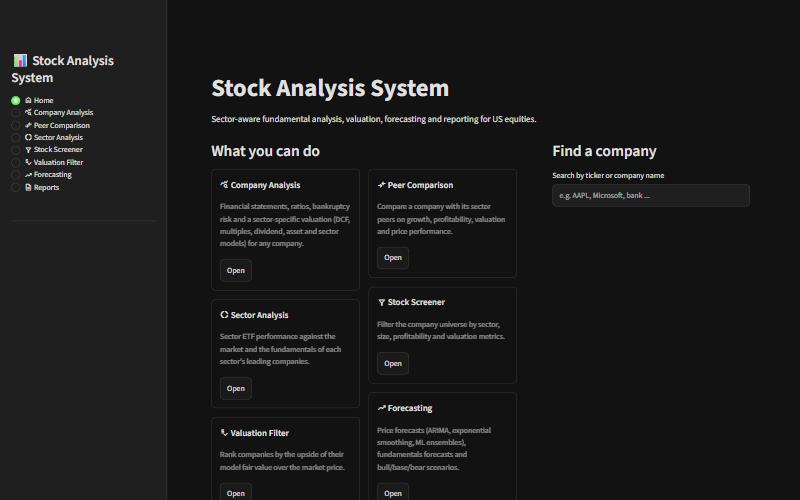 Stock Analysis
System
Home
Company Analysis
Peer Comparison
Sector Analysis
Stock Screener
Valuation Filter
Forecasting
Reports
Stock Analysis System
Sector-aware fundamental analysis, valuation, forecasting and reporting for US equities.
What you can do
Company Analysis
Financial statements, ratios, bankruptcy
risk and a sector-specific valuation (DCF,
multiples, dividend, asset and sector
models) for any company.
Open
Peer Comparison
Compare a company with its sector
peers on growth, profitability, valuation
and price performance.
Open
Sector Analysis
Sector ETF performance against the
market and the fundamentals of each
sector's leading companies.
Open
Stock Screener
Filter the company universe by sector,
size, profitability and valuation metrics.
Open
Valuation Filter
Rank companies by the upside of their
model fair value over the market price.
Open
Forecasting
Price forecasts (ARIMA, exponential
smoothing, ML ensembles),
fundamentals forecasts and
bull/base/bear scenarios.
Open
Find a company
Search by ticker or company name
e.g. AAPL, Microsoft, bank ...